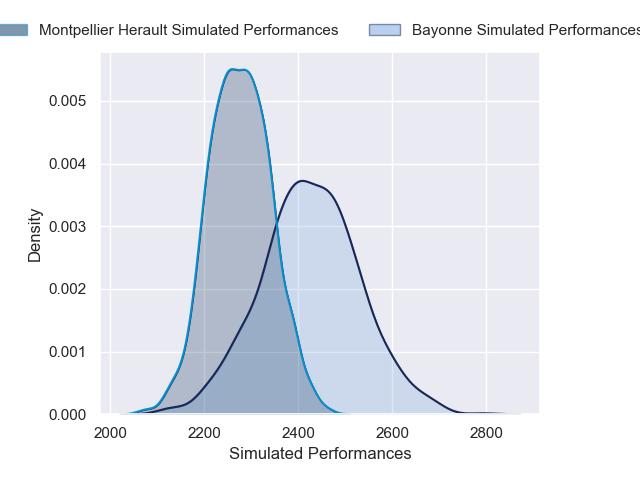 Montpellier Herault Simulated Performances
Bayonne Simulated Performances
0.005
0.004
0.003
0.002
0.001
0.000
Density
2000 2200 2400 2600 2800
Simulated Performances